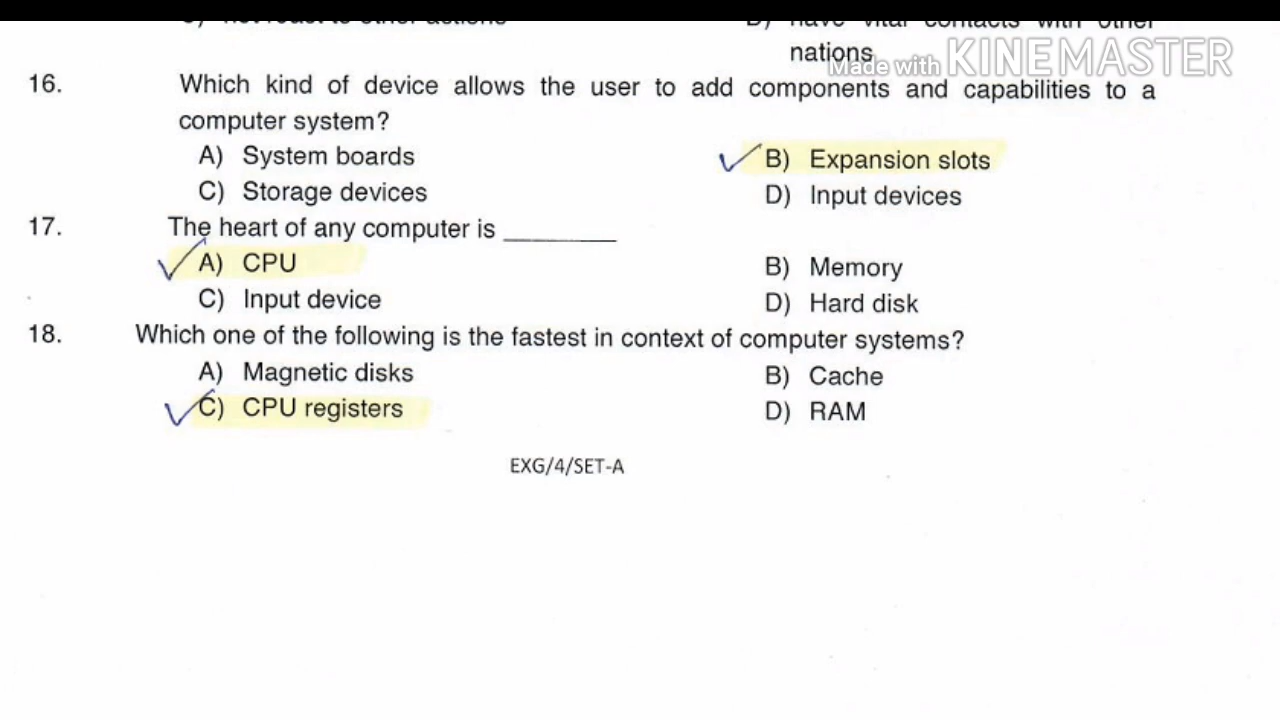 nations
Made with KINEMASTER
16. Which kind of device allows the user to add components and capabilities to a
computer system?
A) System boards B) Expansion slots
C) Storage devices D) Input devices
17. The heart of any computer is ________
A) CPU B) Memory
C) Input device D) Hard disk
18. Which one of the following is the fastest in context of computer systems?
A) Magnetic disks B) Cache
C) CPU registers D) RAM
EXG/4/SET-A